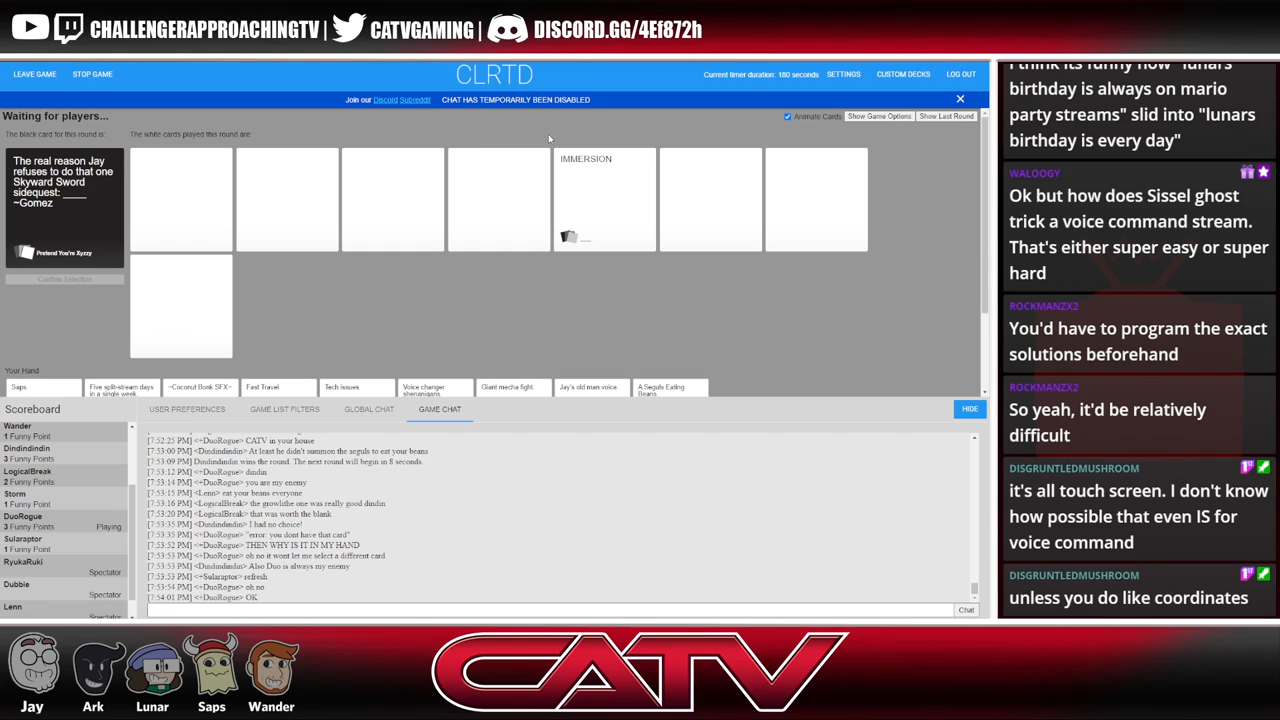 CHALLENGERAPPROACHINGTV | CATVGAMING | DISCORD.GG/4Ef872h
LEAVE GAME STOP GAME CLRTD Current timer duration: 180 seconds SETTINGS CUSTOM DECKS LOG OUT
Join our Discord Subreddit CHAT HAS TEMPORARILY BEEN DISABLED
Waiting for players...
Animate Cards Show Game Options Show Last Round
The black card for this round is: The white cards played this round are:
The real reason Jay
refuses to do that one
Skyward Sword
sidequest: ____
~Gomez
Pretend You're Xyzzy
Confirm Selection
IMMERSION
Your Hand
Saps.
Five split-stream days
in a single week.
~Coconut Bonk SFX~
Fast Travel
Tech issues
Voice changer
shenanigans.
Giant mecha fight.
Jay's old man voice.
A Seguls Eating
Beans
Scoreboard
Wander
1 Funny Point
Dindindindin
3 Funny Points
LogicalBreak
2 Funny Points
Storm
1 Funny Point
DuoRogue
3 Funny Points Playing
Sularaptor
1 Funny Point
RyukaRuki
Spectator
Dubbie
Spectator
Lenn
Spectator
USER PREFERENCES GAME LIST FILTERS GLOBAL CHAT GAME CHAT HIDE
[7:52:25 PM] <+DuoRogue> CATV in your house
[7:53:00 PM] <Dindindindin> At least he didn't summon the seguls to eat your beans
[7:53:09 PM] Dindindindin wins the round. The next round will begin in 8 seconds.
[7:53:12 PM] <+DuoRogue> dindin
[7:53:14 PM] <+DuoRogue> you are my enemy
[7:53:15 PM] <Lenn> eat your beans everyone
[7:53:16 PM] <LogicalBreak> the growlithe one was really good dindin
[7:53:20 PM] <LogicalBreak> that was worth the blank
[7:53:35 PM] <Dindindindin> I had no choice!
[7:53:35 PM] <+DuoRogue> "error: you dont have that card"
[7:53:52 PM] <+DuoRogue> THEN WHY IS IT IN MY HAND
[7:53:53 PM] <+DuoRogue> oh no it wont let me select a different card
[7:53:53 PM] <Dindindindin> Also Duo is always my enemy
[7:53:53 PM] <+Sularaptor> refresh
[7:53:54 PM] <+DuoRogue> oh no
[7:54:01 PM] <+DuoRogue> OK
Chat
I think its funny how "lunars
birthday is always on mario
party streams" slid into "lunars
birthday is every day"
WALOOGY
Ok but how does Sissel ghost
trick a voice command stream.
That's either super easy or super
hard
ROCKMANZX2
You'd have to program the exact
solutions beforehand
ROCKMANZX2
So yeah, it'd be relatively
difficult
DISGRUNTLEDMUSHROOM
it's all touch screen. I don't know
how possible that even IS for
voice command
DISGRUNTLEDMUSHROOM
unless you do like coordinates
Jay Ark Lunar Saps Wander
CATV